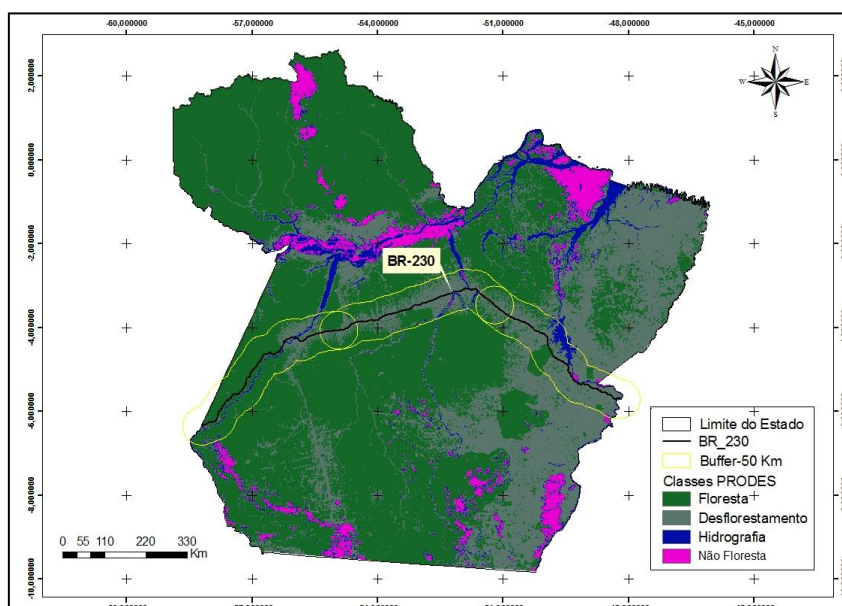 -60,000000 -57,000000 -54,000000 -51,000000 -48,000000 -45,000000
N
W E
S
2,000000
0,000000
-2,000000
BR-230
-4,000000
-6,000000
-8,000000
-10,000000
Limite do Estado
BR_230
Buffer-50 Km
Classes PRODES
Floresta
Desflorestamento
Hidrografia
Não Floresta
0 55 110 220 330
Km